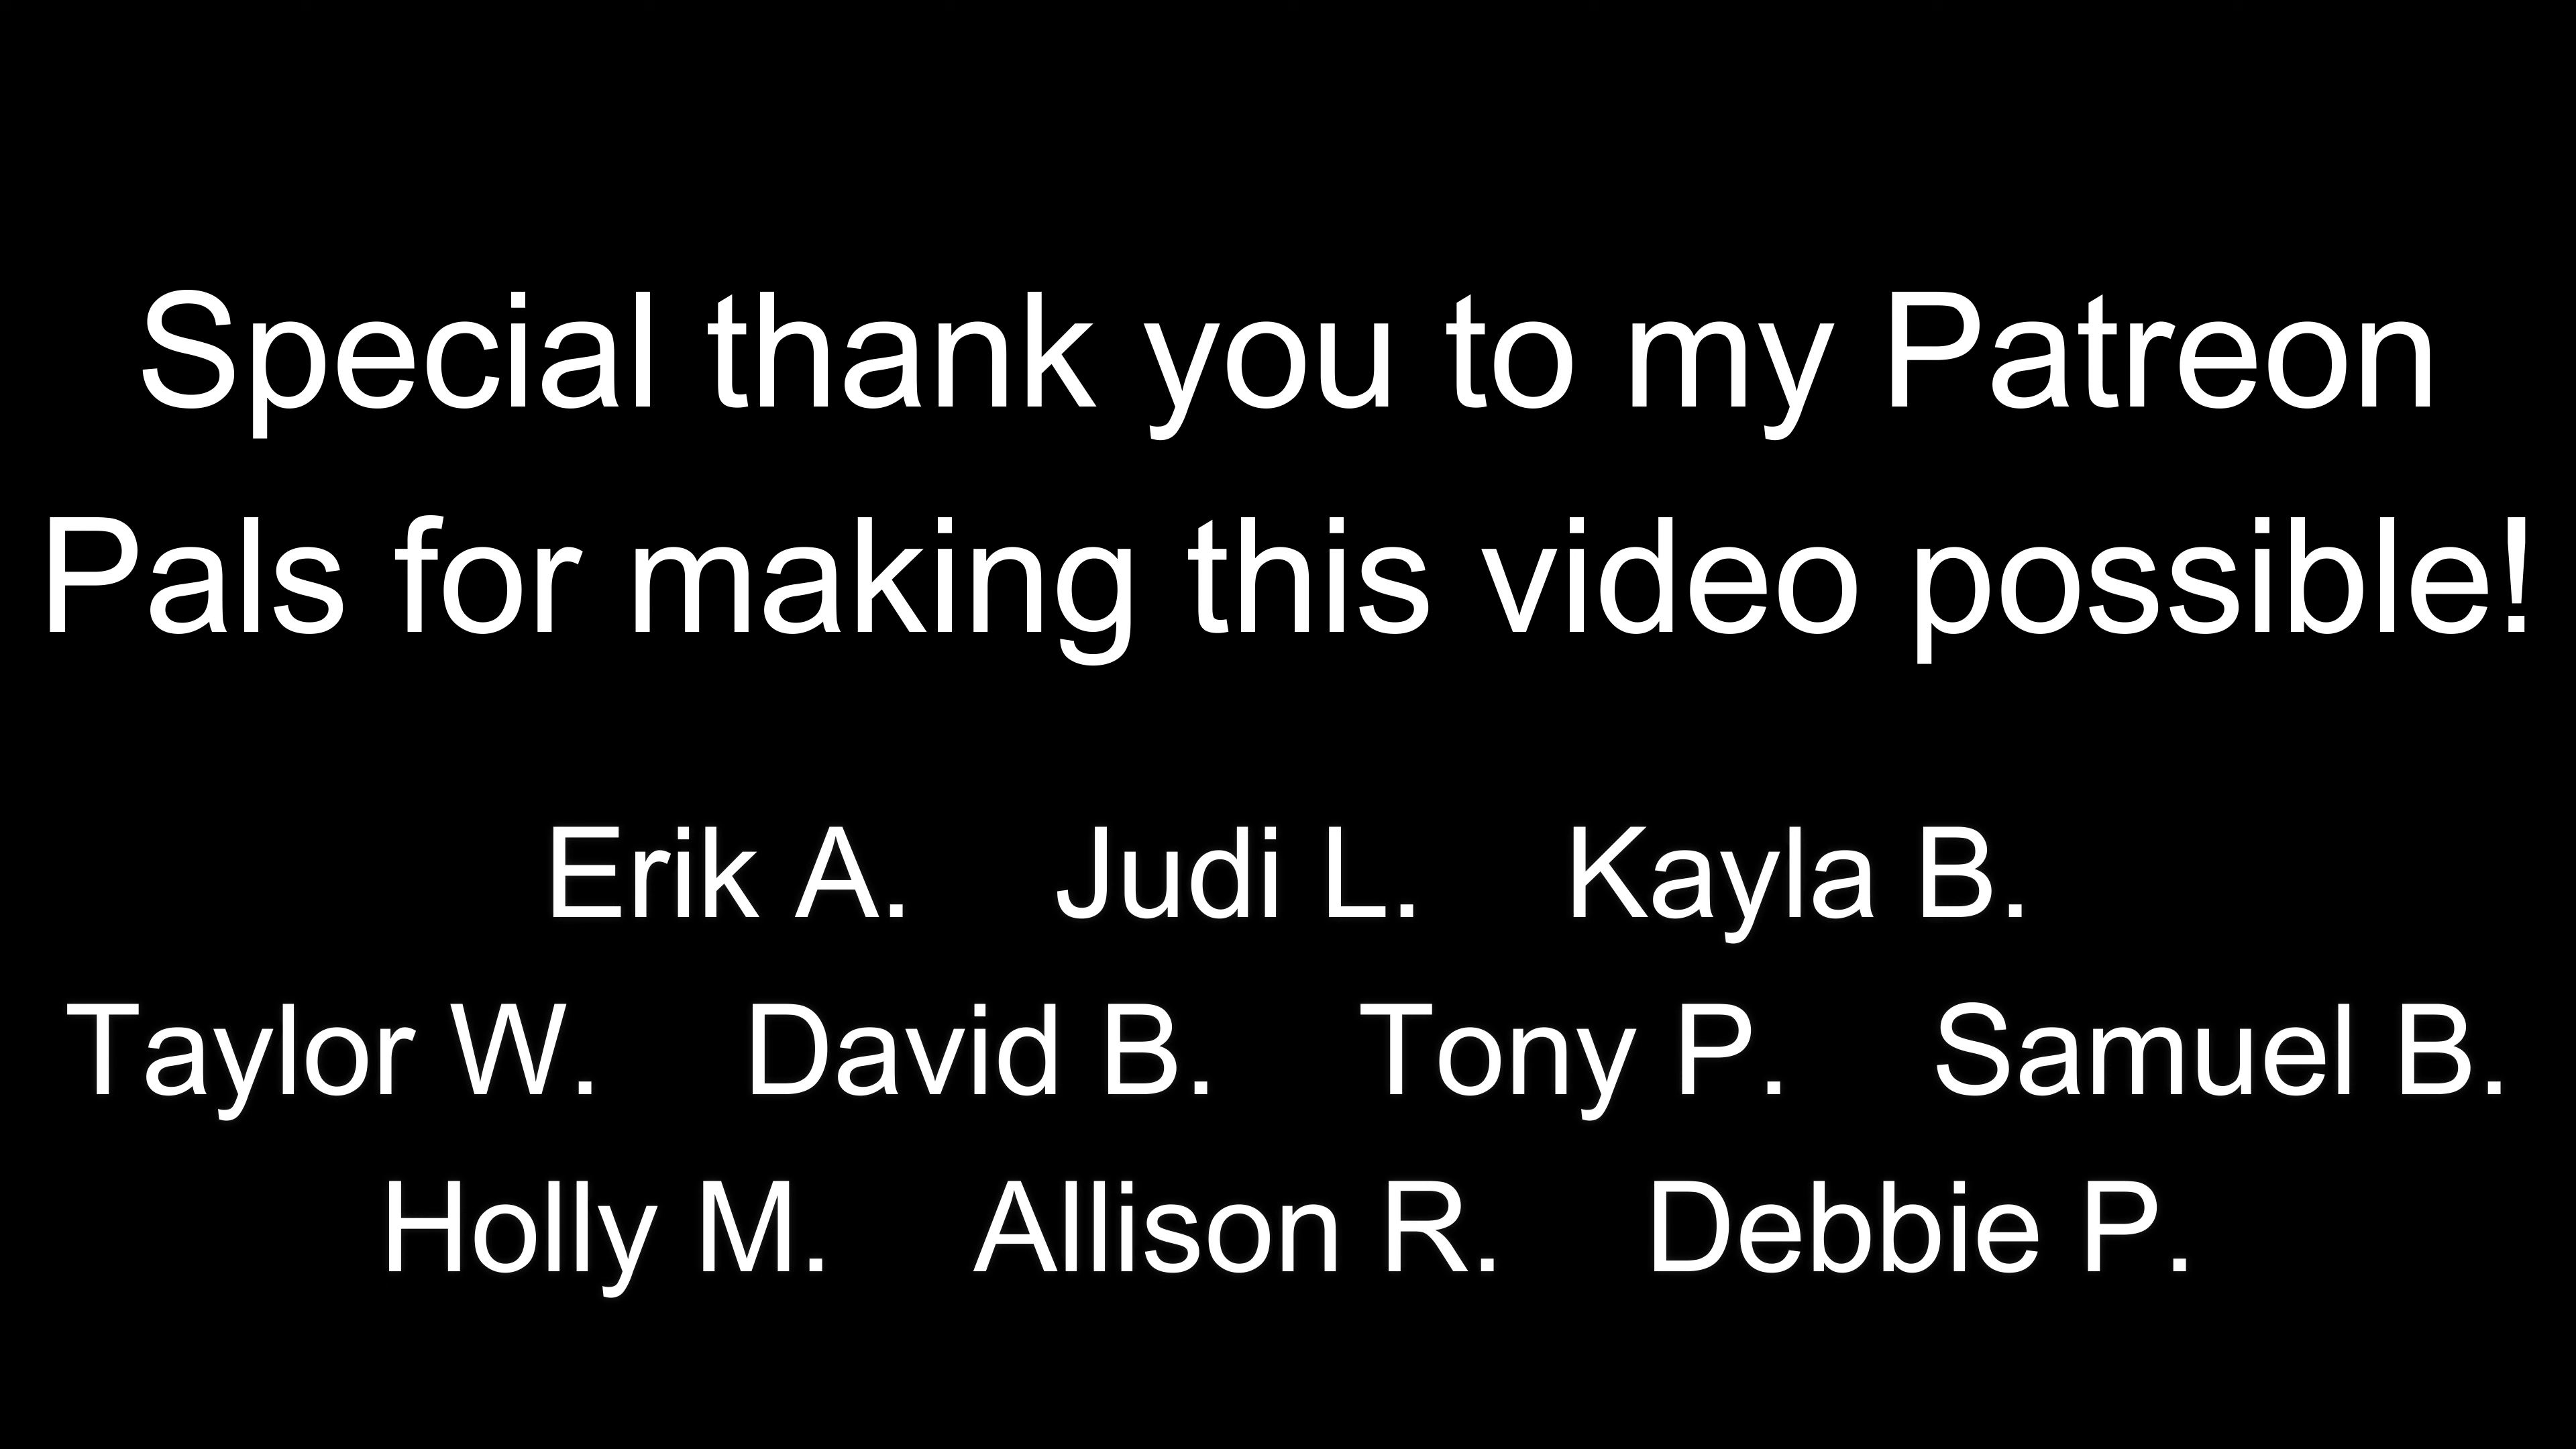 Special thank you to my Patreon
Pals for making this video possible!
Erik A. Judi L. Kayla B.
Taylor W. David B. Tony P. Samuel B.
Holly M. Allison R. Debbie P.